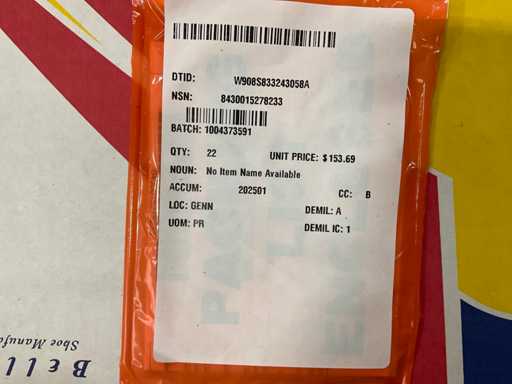 DTID: W908S833243058A
NSN: 8430015278233
BATCH: 1004373591
QTY: 22 UNIT PRICE: $ 153.69
NOUN: No Item Name Available
ACCUM: 202501 CC: B
LOC: GENN DEMIL: A
UOM: PR DEMIL IC: 1
Bell
Shoe Manufa